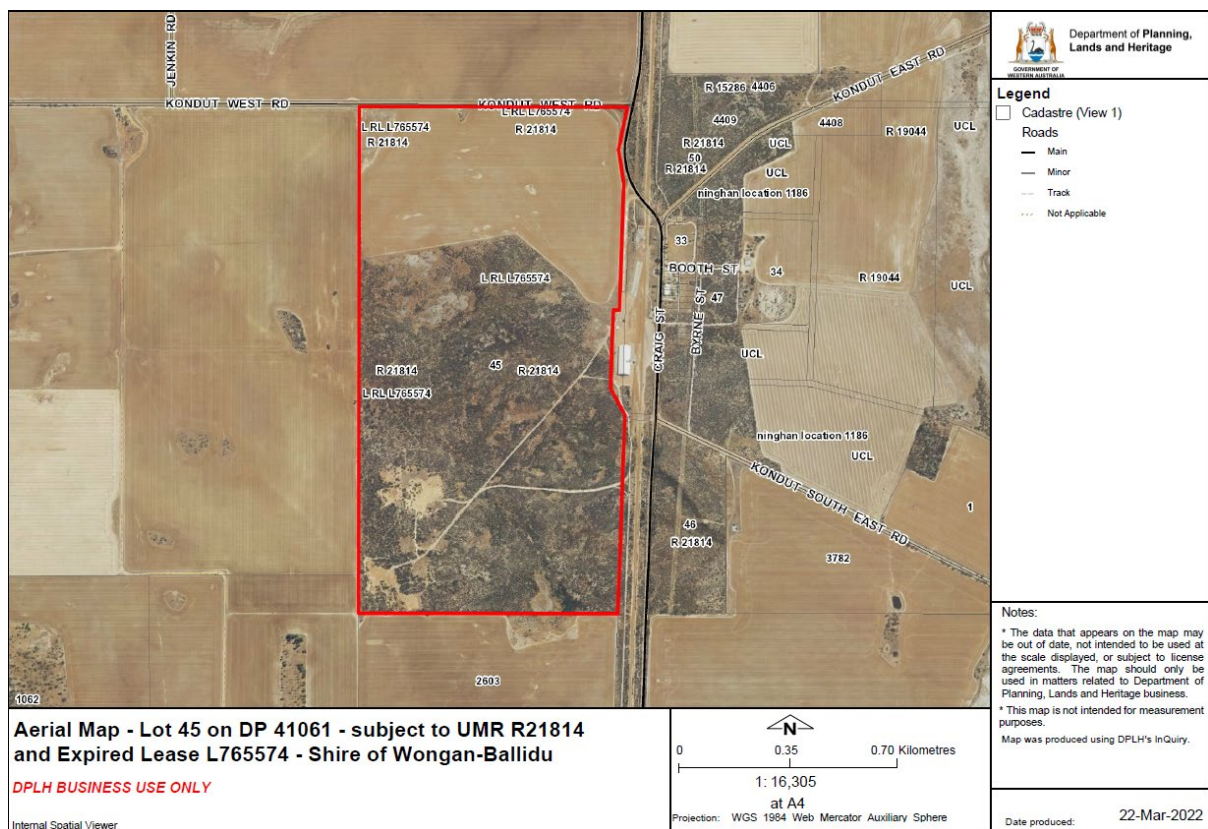 JENKIN RD
KONDUT WEST RD
KONDUT WEST RD
L RL L765574
R 21814
L RL L765574
R 21814
R 15286 4406
KONDUT EAST RD
4409
4408
R 19044
UCL
R 21814
UCL
50
R 21814
UCL
ninghan location 1186
33
BOOTH ST
34
R 19044
UCL
L RL L765574
47
BYRNE ST
CRAIG ST
UCL
R 21814
45
R 21814
L RL L765574
ninghan location 1186
UCL
KONDUT SOUTH EAST RD
1
46
R 21814
3782
2603
1062
GOVERNMENT OF
WESTERN AUSTRALIA
Department of Planning,
Lands and Heritage
Legend
Cadastre (View 1)
Roads
Main
Minor
Track
Not Applicable
Notes:
* The data that appears on the map may
be out of date, not intended to be used at
the scale displayed, or subject to license
agreements. The map should only be
used in matters related to Department of
Planning, Lands and Heritage business.
* This map is not intended for measurement
purposes.
Map was produced using DPLH's InQuiry.
Date produced: 22-Mar-2022
Aerial Map - Lot 45 on DP 41061 - subject to UMR R21814
and Expired Lease L765574 - Shire of Wongan-Ballidu
DPLH BUSINESS USE ONLY
Internal Spatial Viewer
N
0 0.35 0.70 Kilometres
1: 16,305
at A4
Projection: WGS 1984 Web Mercator Auxiliary Sphere